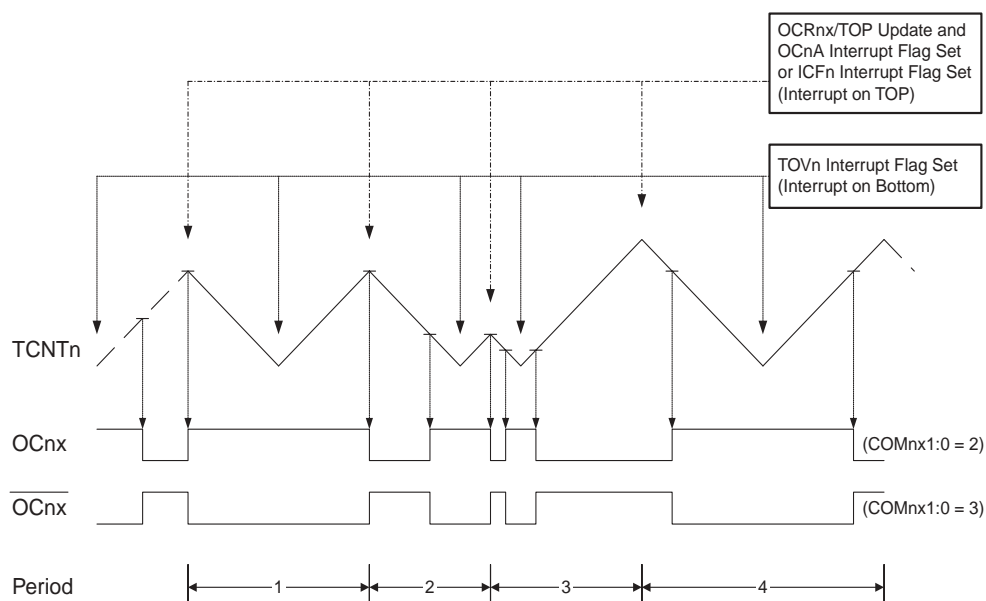 OCRnx/TOP Update and
OCnA Interrupt Flag Set
or ICFn Interrupt Flag Set
(Interrupt on TOP)
TOVn Interrupt Flag Set
(Interrupt on Bottom)
TCNTn
OCnx
(COMnx1:0 = 2)
OCnx
(COMnx1:0 = 3)
Period
1
2
3
4